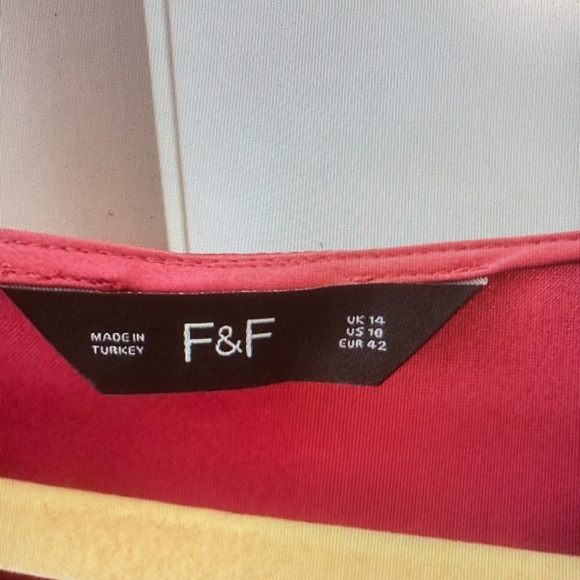 MADE IN
TURKEY
F&F
UK 14
US 10
EUR 42